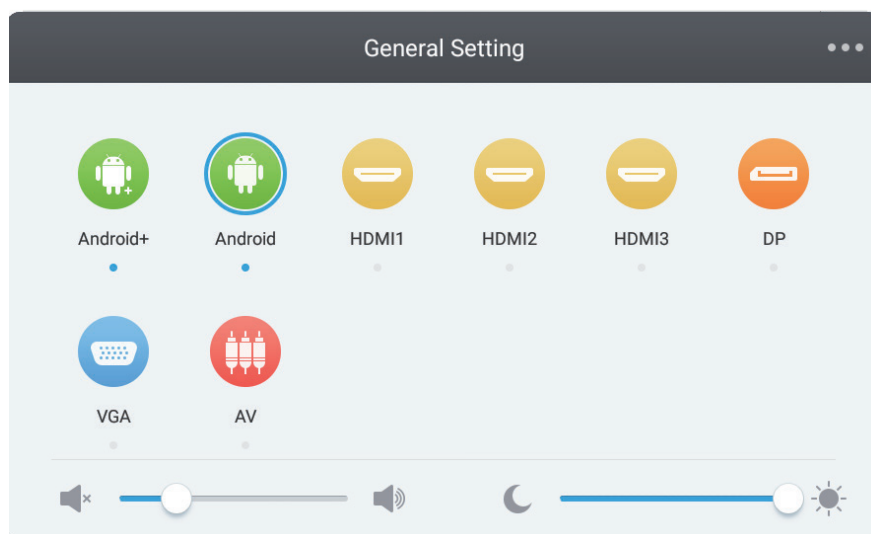 General Setting
Android+ Android HDMI1 HDMI2 HDMI3 DP
VGA AV